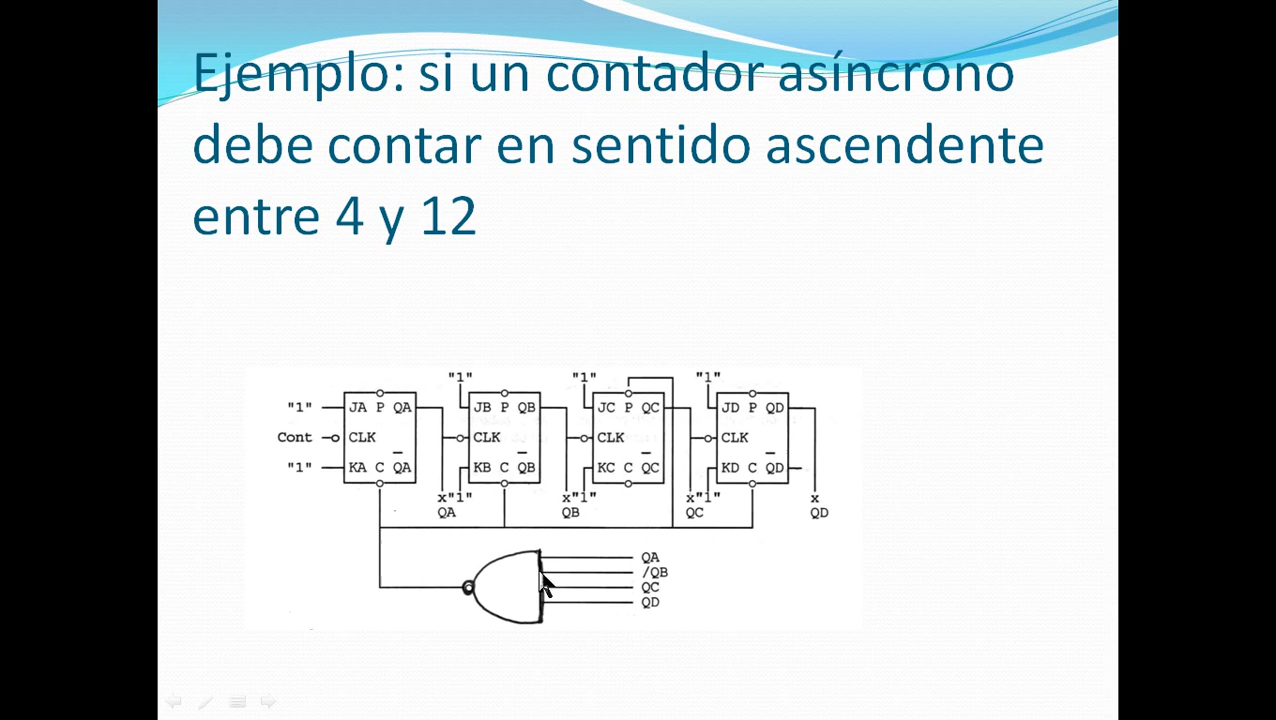 Ejemplo: si un contador asíncrono
debe contar en sentido ascendente
entre 4 y 12
"1" "1" "1"
"1" JA P QA JB P QB JC P QC JD P QD
Cont CLK CLK CLK CLK
"1" KA C QA KB C QB KC C QC KD C QD
x"1" x"1" x"1" x
QA QB QC QD
QA
/QB
QC
QD